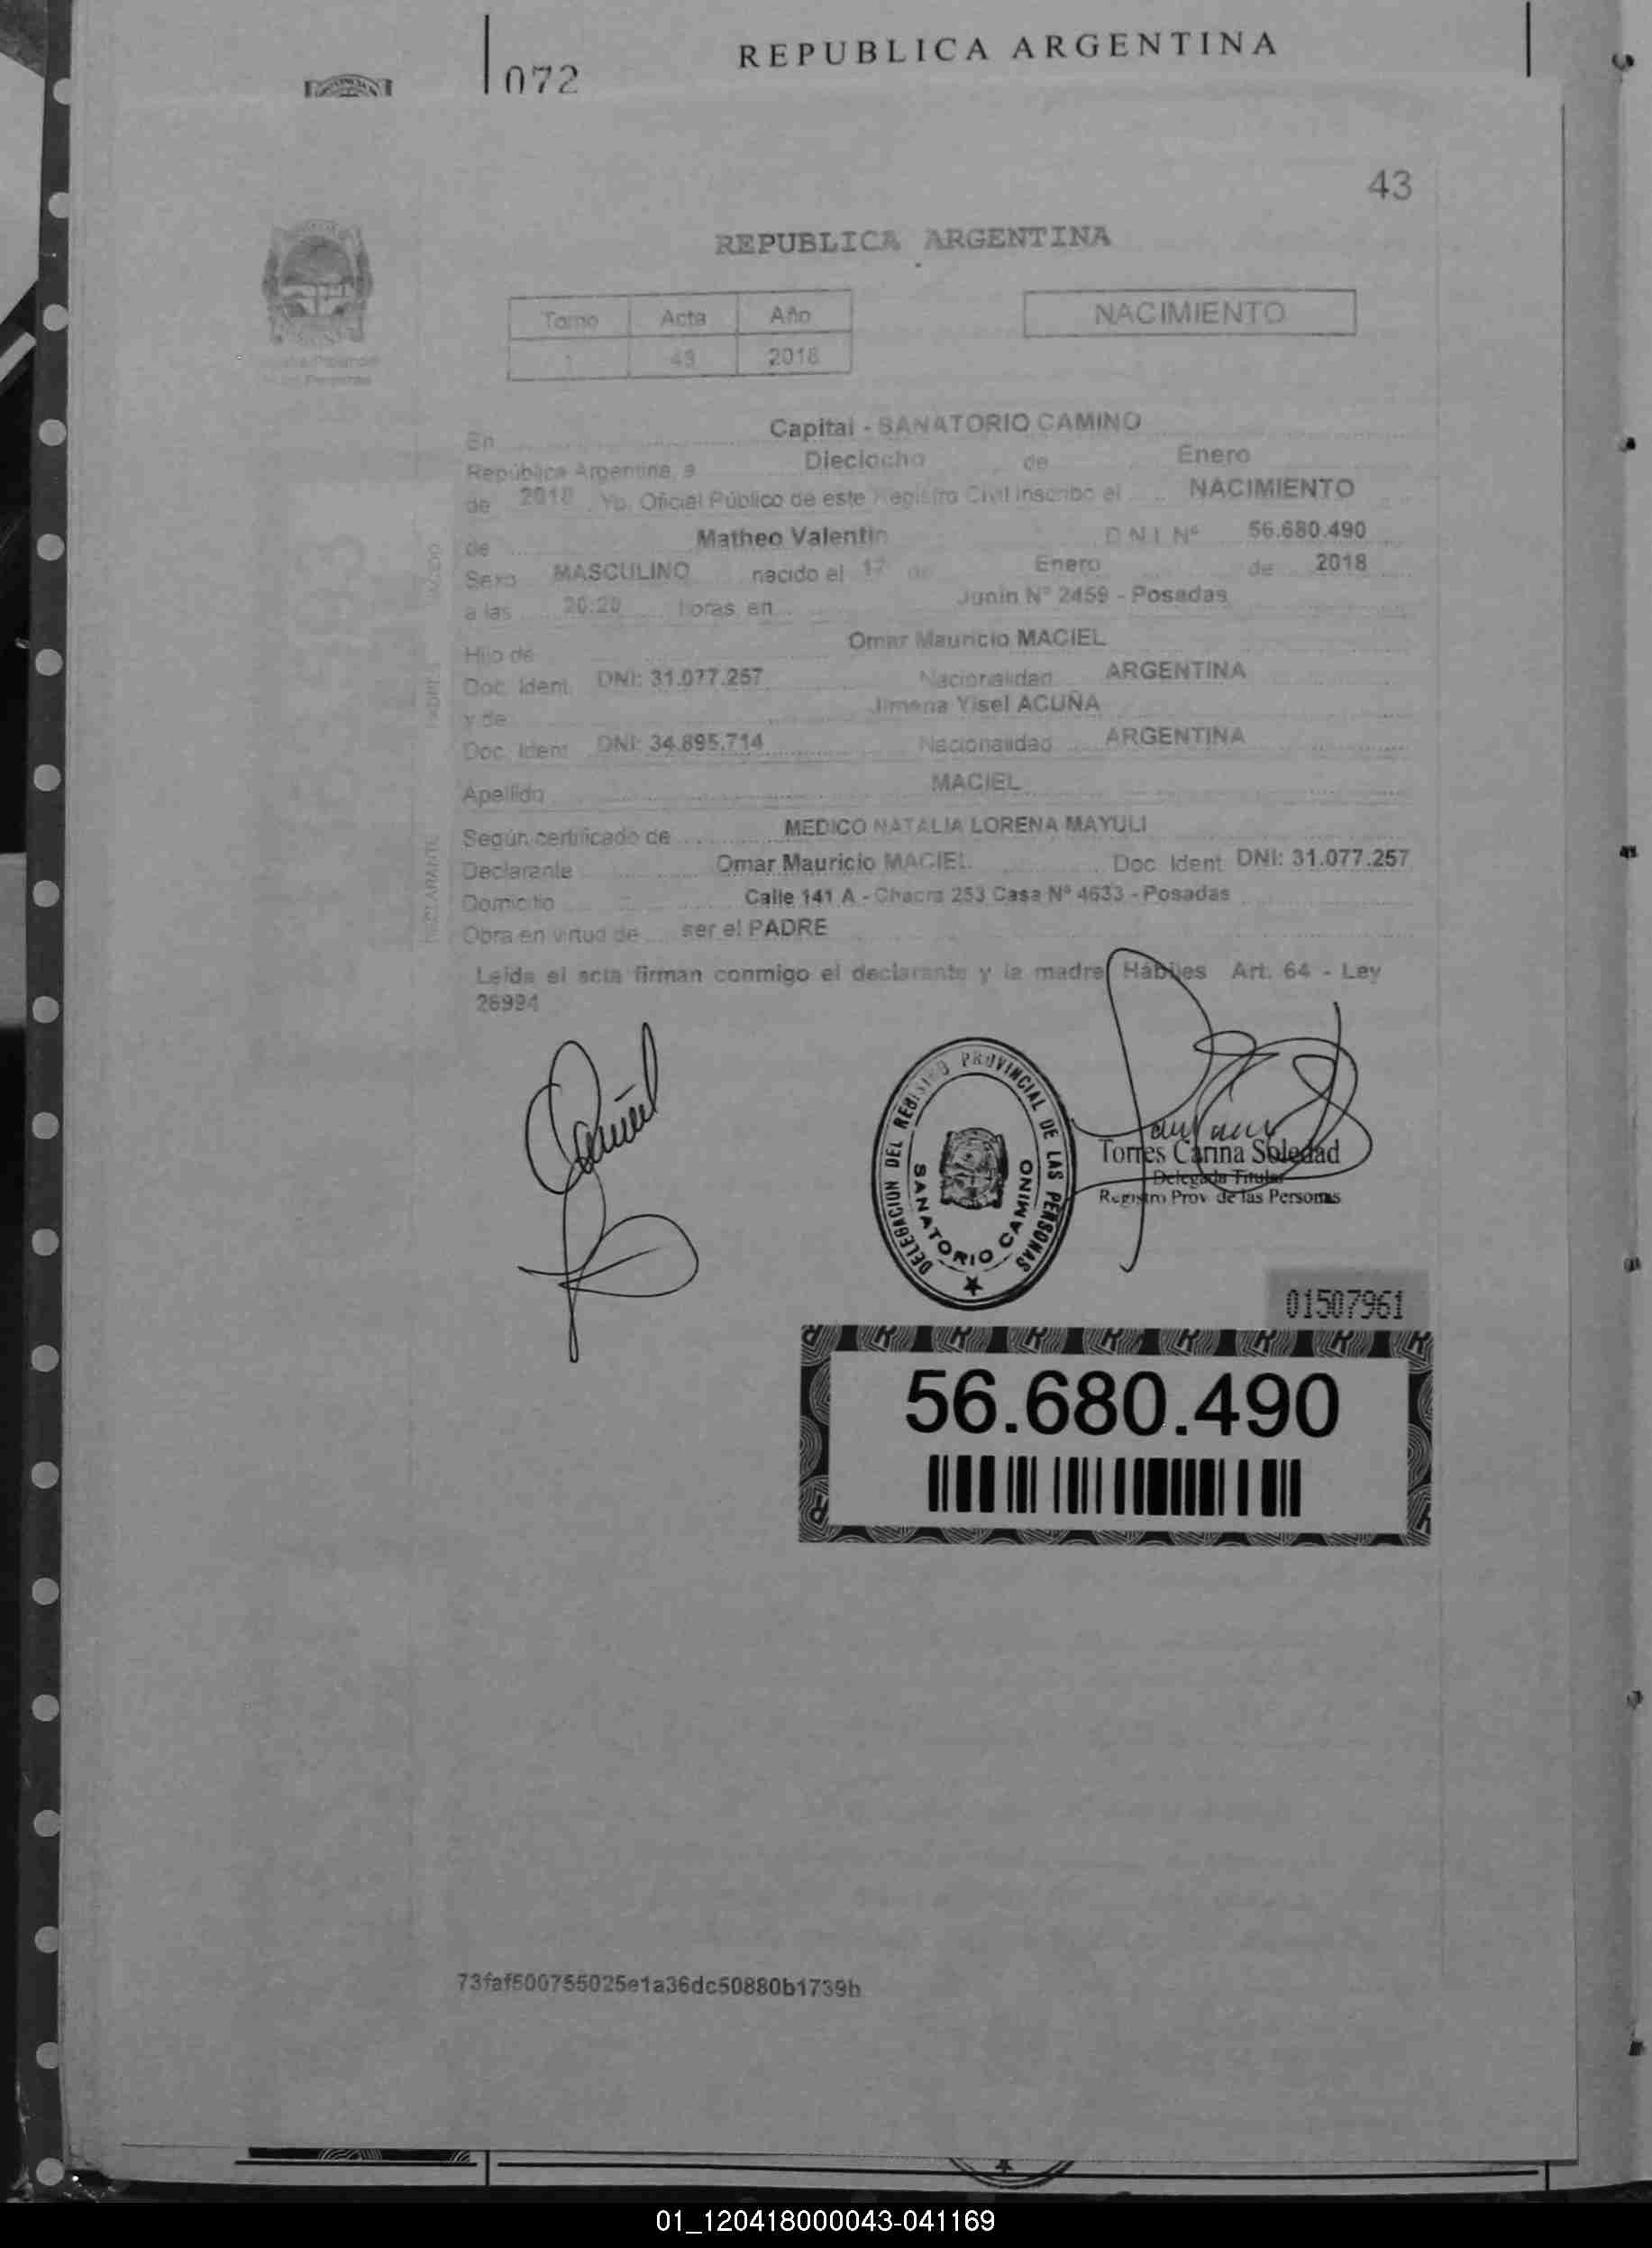 REPUBLICA ARGENTINA
072
43
REPUBLICA ARGENTINA
Tomo Acta Año
1 43 2018
NACIMIENTO
En Capital - SANATORIO CAMINO
República Argentina, a Dieciocho de Enero
de 2018 Yo, Oficial Público de este Registro Civil inscribo el NACIMIENTO
de Matheo Valentin D N I Nº 56.680.490
Sexo MASCULINO nacido el 17 de Enero de 2018
a las 20:20 horas en Junin Nº 2459 - Posadas
Hijo de Omar Mauricio MACIEL
Doc. Ident. DNI: 31.077.257 Nacionalidad ARGENTINA
y de Jimena Yisel ACUÑA
Doc. Ident. DNI: 34.895.714 Nacionalidad ARGENTINA
Apellido MACIEL
Según certificado de MEDICO NATALIA LORENA MAYULI
Declarante Omar Mauricio MACIEL Doc. Ident. DNI: 31.077.257
Domicilio Calle 141 A - Chacra 253 Casa Nº 4633 - Posadas
Obra en virtud de ser el PADRE
Leida el acta firman conmigo el declarante y la madre Hábiles Art. 64 - Ley
26994
DELEGACION DEL REGISTRO PROVINCIAL DE LAS PERSONAS
SANATORIO CAMINO
Torres Carina Soledad
Delegada Titular
Registro Prov. de las Personas
01507961
56.680.490
73faf500755025e1a36dc50880b1739b
01_120418000043-041169